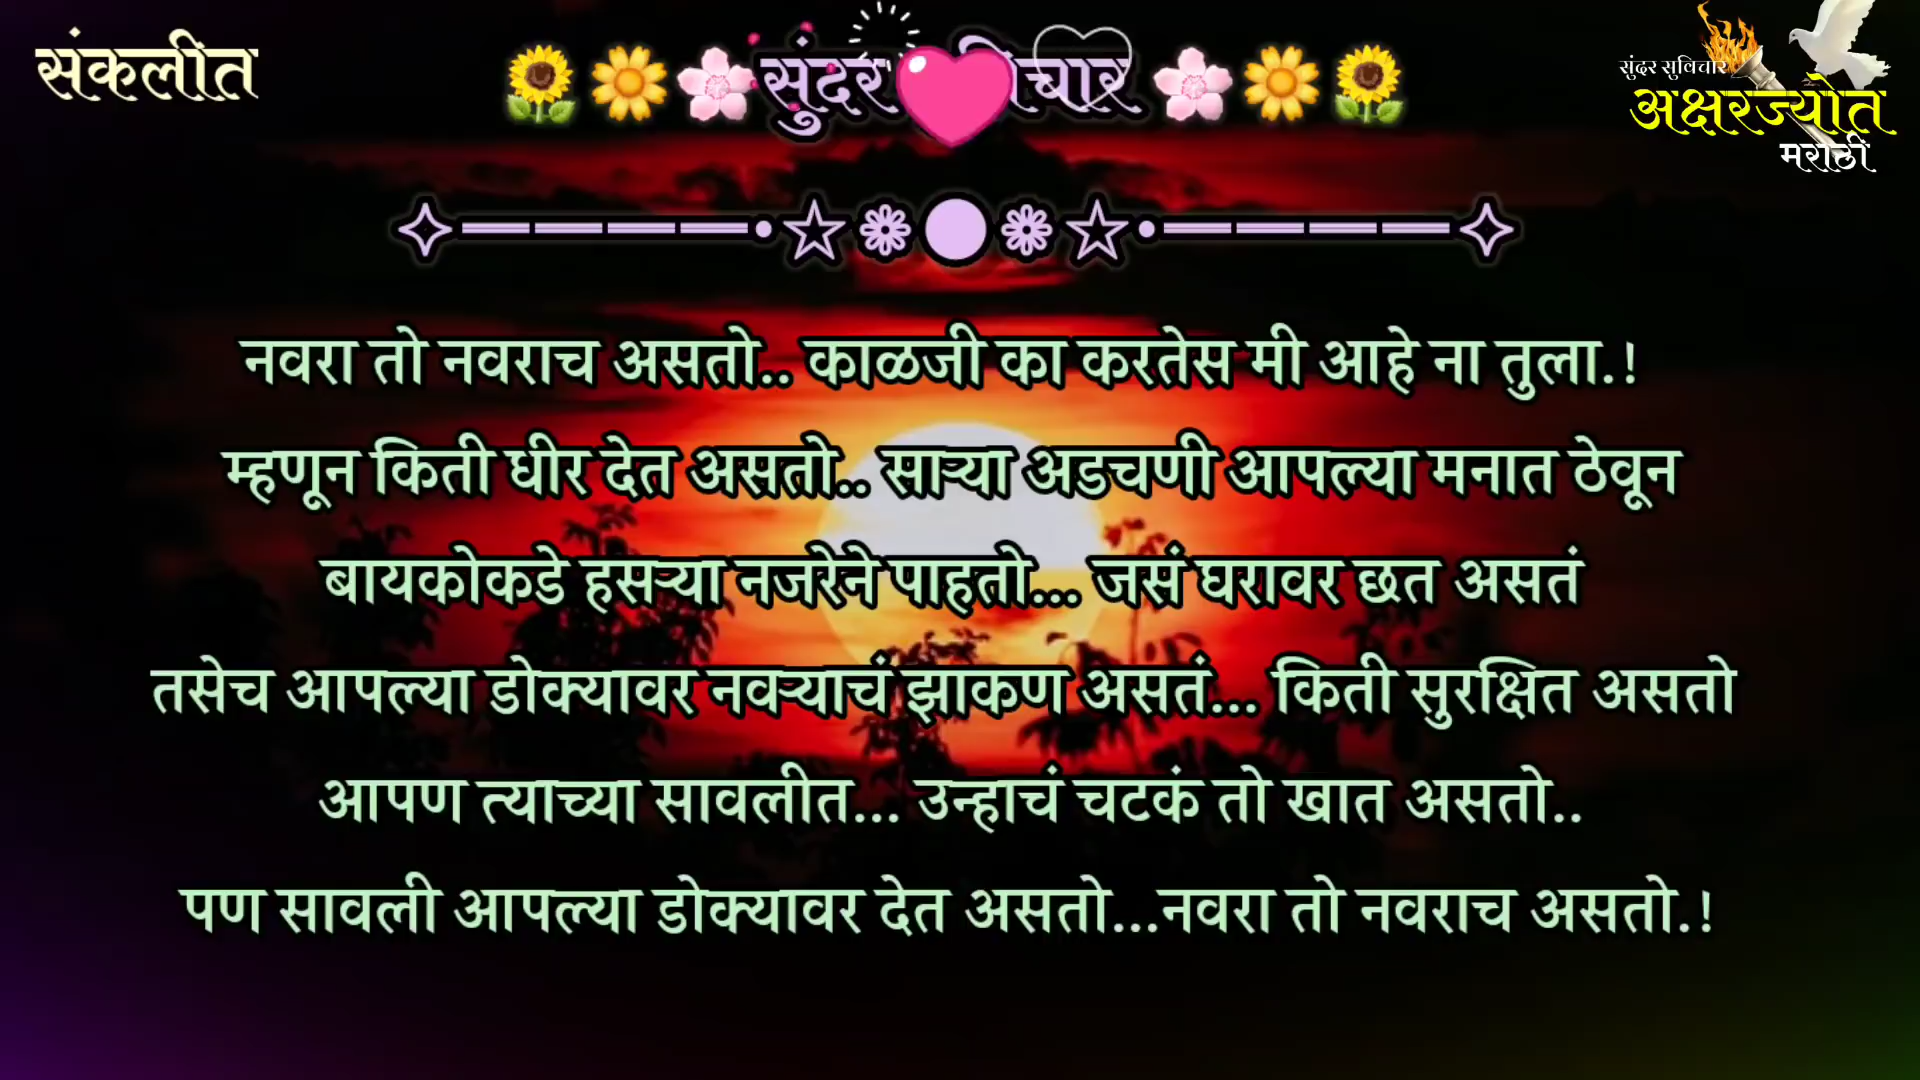 संकलीत
सुंदर
सुंदर सुविचार
अक्षरज्योत
मराठी
नवरा तो नवराच असतो.. काळजी का करतेस मी आहे ना तुला.!
म्हणून किती धीर देत असतो.. साऱ्या अडचणी आपल्या मनात ठेवून
बायकोकडे हसऱ्या नजरेने पाहतो... जसं घरावर छत असतं
तसेच आपल्या डोक्यावर नवऱ्याचं झाकण असतं... किती सुरक्षित असतो
आपण त्याच्या सावलीत... उन्हाचं चटकं तो खात असतो..
पण सावली आपल्या डोक्यावर देत असतो...नवरा तो नवराच असतो.!